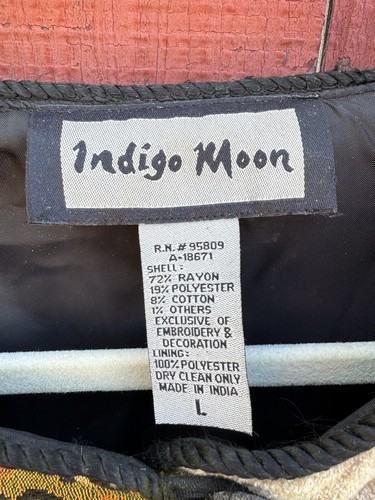 Indigo Moon
R.N.# 95809
A-18671
SHELL:
72% RAYON
19% POLYESTER
8% COTTON
1% OTHERS
EXCLUSIVE OF
EMBROIDERY &
DECORATION
LINING:
100% POLYESTER
DRY CLEAN ONLY
MADE IN INDIA
L